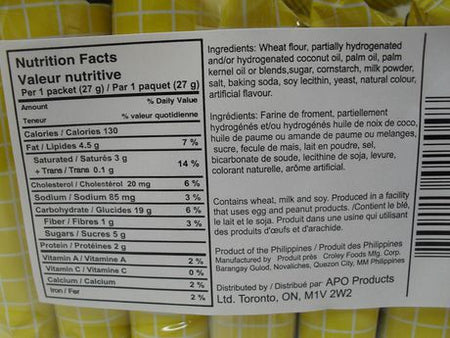 Nutrition Facts
Valeur nutritive
Per 1 packet (27 g) / Par 1 paquet (27 g)
Amount % Daily Value
Teneur % valeur quotidienne
Calories / Calories 130
Fat / Lipides 4.5 g 7 %
Saturated / Saturés 3 g
+ Trans / Trans 0.1 g 14 %
Cholesterol / Cholestérol 20 mg 6 %
Sodium / Sodium 85 mg 3 %
Carbohydrate / Glucides 19 g 6 %
Fiber / Fibres 1 g 3 %
Sugars / Sucres 5 g
Protein / Protéines 2 g
Vitamin A / Vitamine A 2 %
Vitamin C / Vitamine C 0 %
Calcium / Calcium 2 %
Iron / Fer 2 %
Ingredients: Wheat flour, partially hydrogenated
and/or hydrogenated coconut oil, palm oil, palm
kernel oil or blends,sugar, cornstarch, milk powder,
salt, baking soda, soy lecithin, yeast, natural colour,
artificial flavour.
Ingrédients: Farine de froment, partiellement
hydrogénés et/ou hydrogénés huile de noix de coco,
huile de paume ou amande de paume ou melanges,
sucre, fecule de mais, lait en poudre, sel,
bicarbonate de soude, lecithine de soja, levure,
colorant naturelle, arôme artificial.
Contains wheat, milk and soy. Produced in a facility
that uses egg and peanut products. /Contient le blé,
le lait et le soja. Produit dans une usine qui utilisent
des produits d'œufs et d'arachide.
Product of the Philippines / Produit des Philippines
Manufactured by Produit près Croley Foods Mfg. Corp.
Barangay Gulod, Novaliches, Quezon City, MM Philippines
Distributed by / Distribué par APO Products
Ltd. Toronto, ON, M1V 2W2